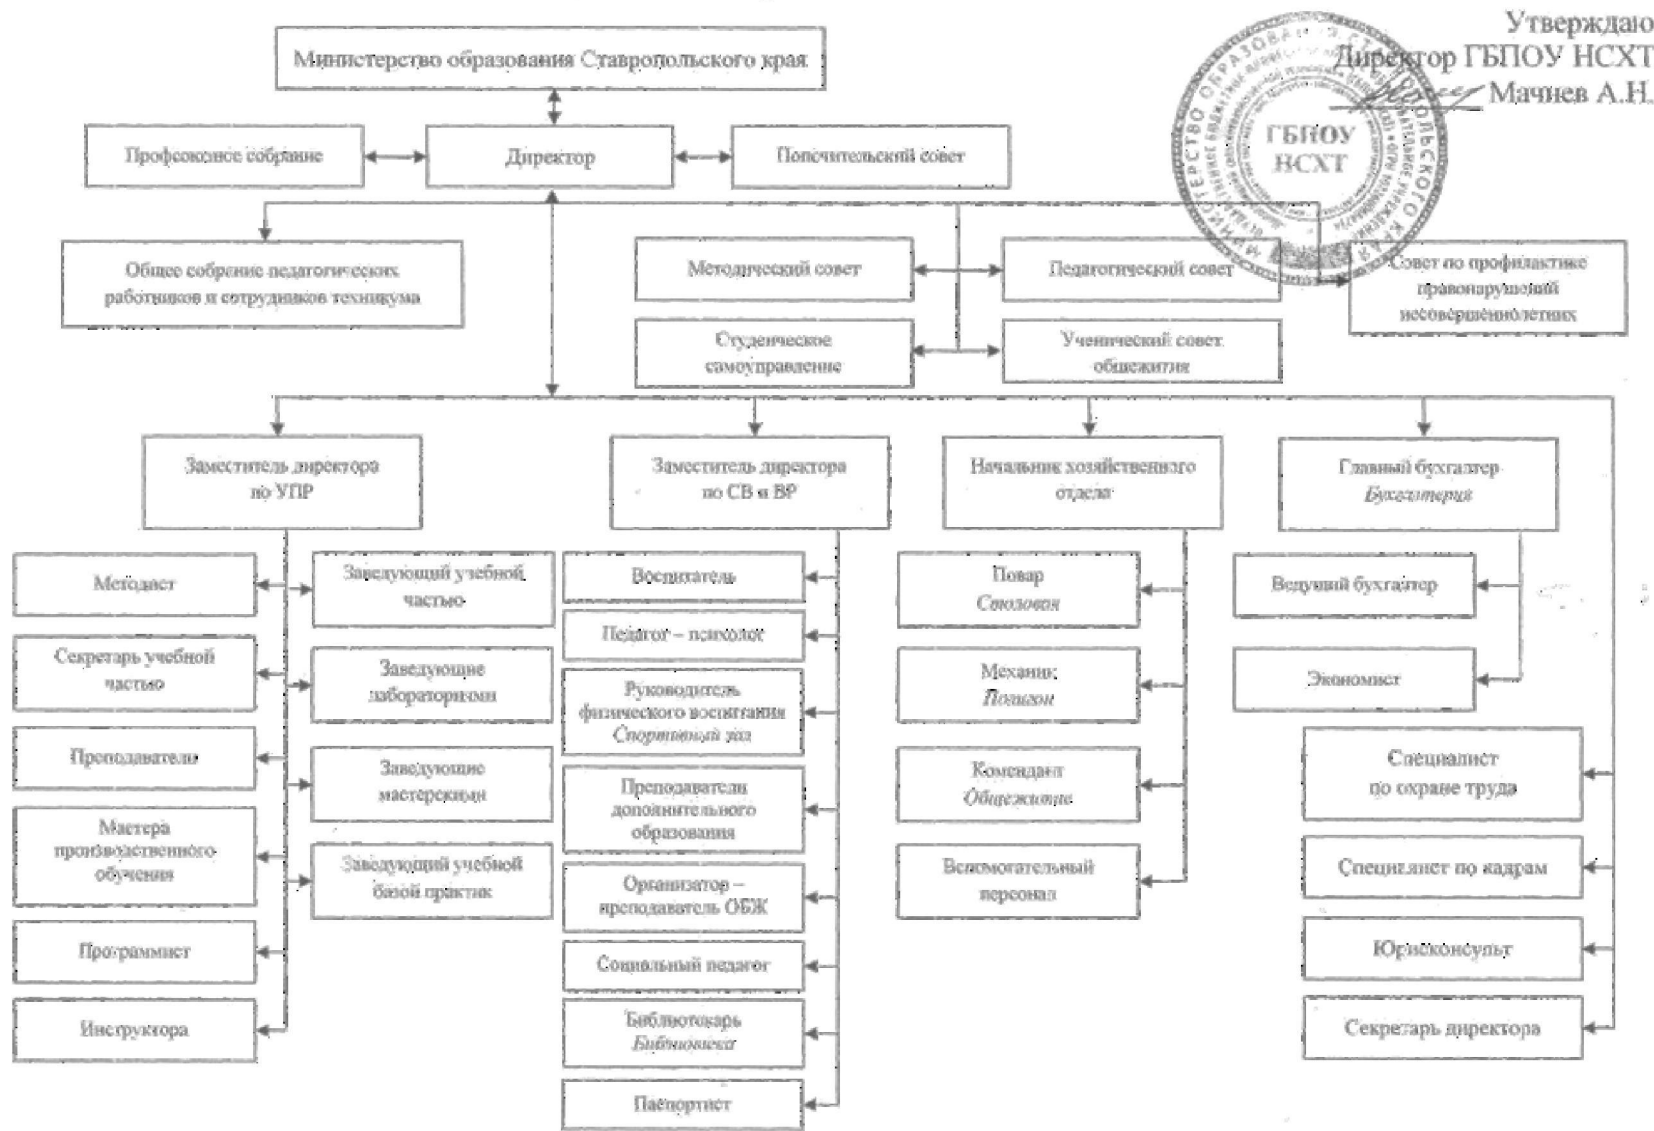 Утверждаю
Директор ГБПОУ НСХТ
Мачнев А.Н.
ГБПОУ
НСХТ
МИНИСТЕРСТВО ОБРАЗОВАНИЯ СТАВРОПОЛЬСКОГО КРАЯ
Министерство образования Ставропольского края
Профсоюзное собрание
Директор
Попечительский совет
Общее собрание педагогических
работников и сотрудников техникума
Методический совет
Педагогический совет
Совет по профилактике
правонарушений
несовершеннолетних
Студенческое
самоуправление
Ученический совет
общежития
Заместитель директора
по УПР
Заместитель директора
по СВ и ВР
Начальник хозяйственного
отдела
Главный бухгалтер
Бухгалтерия
Методист
Заведующий учебной
частью
Секретарь учебной
частью
Заведующие
лабораториями
Преподаватели
Заведующие
мастерскими
Мастера
производственного
обучения
Заведующий учебной
базой практик
Программист
Инструктора
Воспитатель
Педагог – психолог
Руководитель
физического воспитания
Спортивный зал
Преподаватели
дополнительного
образования
Организатор –
преподаватель ОБЖ
Социальный педагог
Библиотекарь
Библиотека
Паспортист
Повар
Столовая
Механик
Полигон
Комендант
Общежитие
Вспомогательный
персонал
Ведущий бухгалтер
Экономист
Специалист
по охране труда
Специалист по кадрам
Юрисконсульт
Секретарь директора